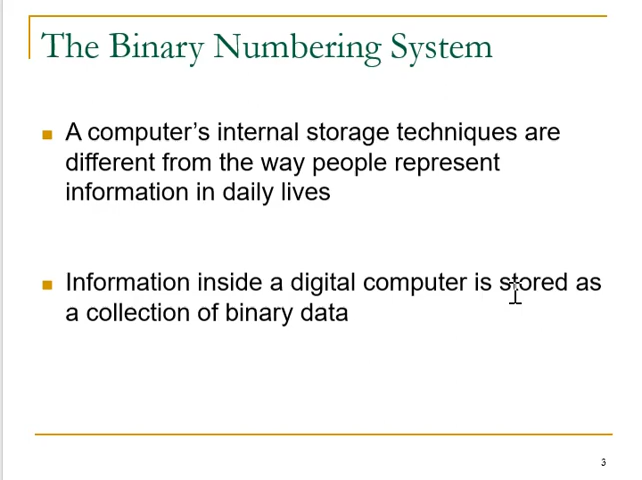 The Binary Numbering System
A computer’s internal storage techniques are
different from the way people represent
information in daily lives
Information inside a digital computer is stored as
a collection of binary data
3